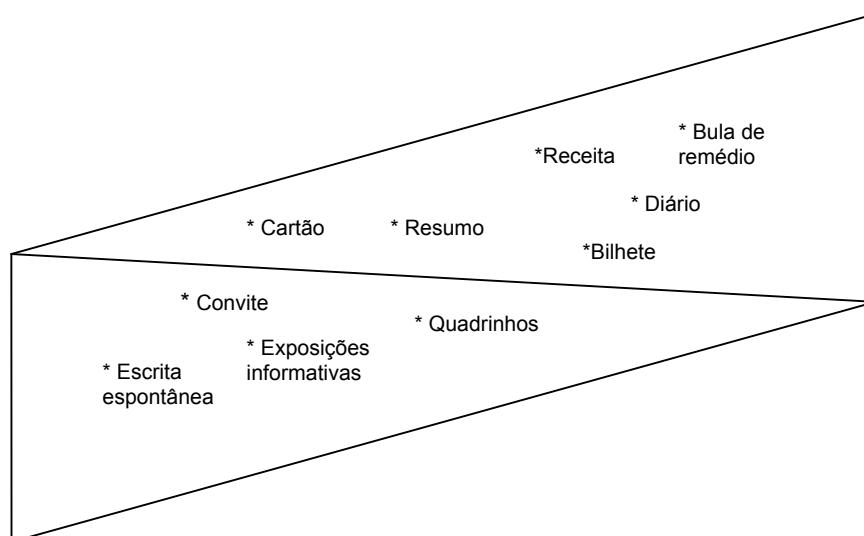 * Bula de
remédio
*Receita
* Diário
* Cartão
* Resumo
*Bilhete
* Convite
* Quadrinhos
* Exposições
informativas
* Escrita
espontânea